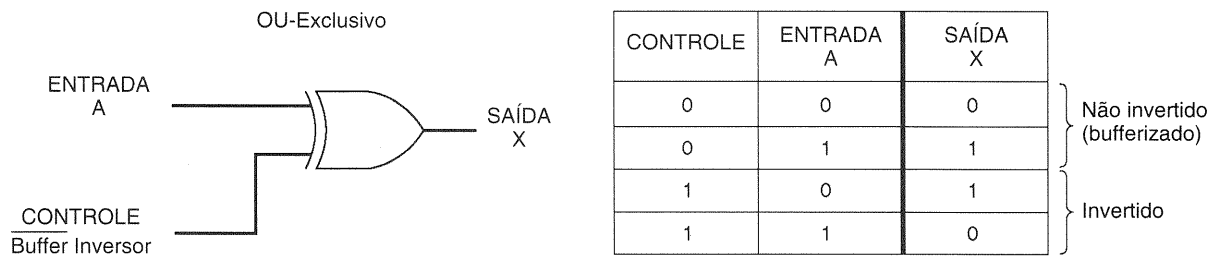 OU-Exclusivo
ENTRADA
A
SAÍDA
X
CONTROLE
Buffer Inversor
CONTROLE ENTRADA A SAÍDA X
0 0 0
0 1 1
1 0 1
1 1 0
Não invertido
(bufferizado)
Invertido